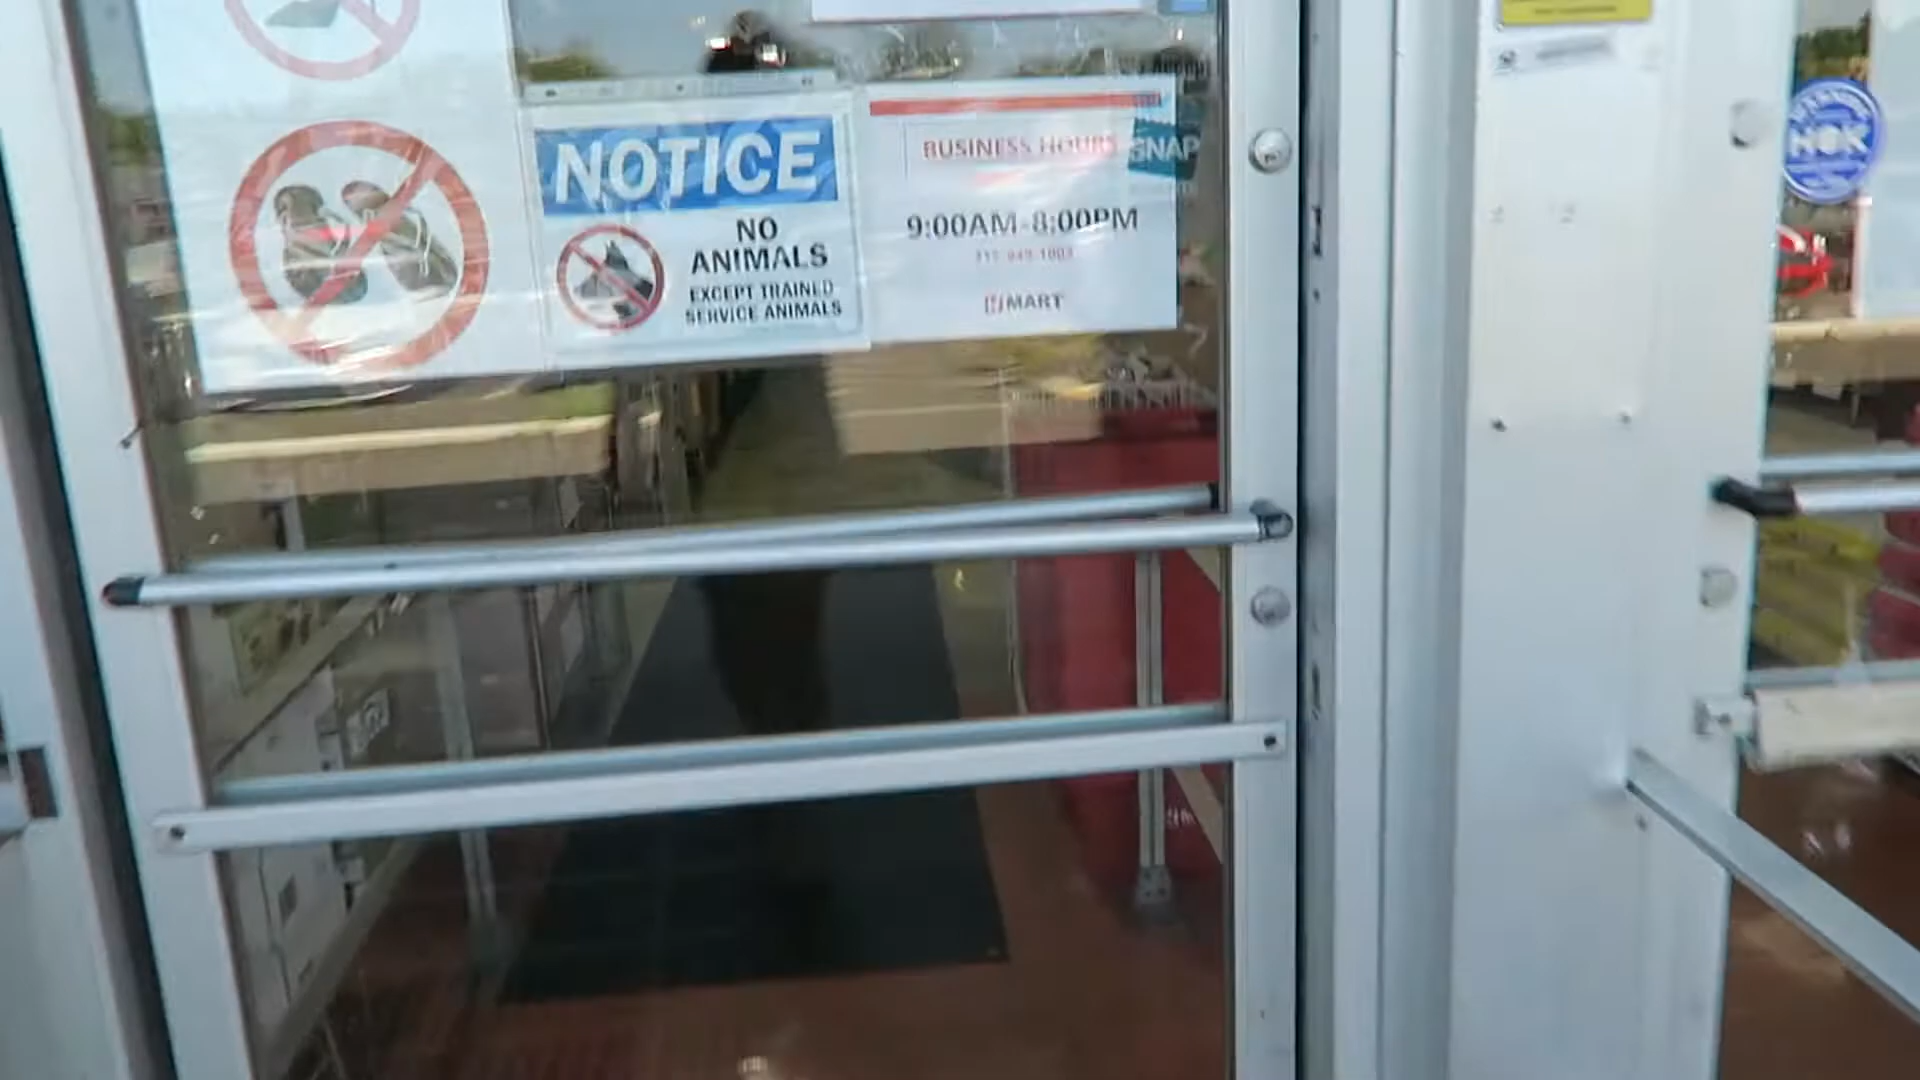 NOTICE
NO
ANIMALS
EXCEPT TRAINED
SERVICE ANIMALS
BUSINESS HOURS
9:00AM-8:00PM
MART
SNAP